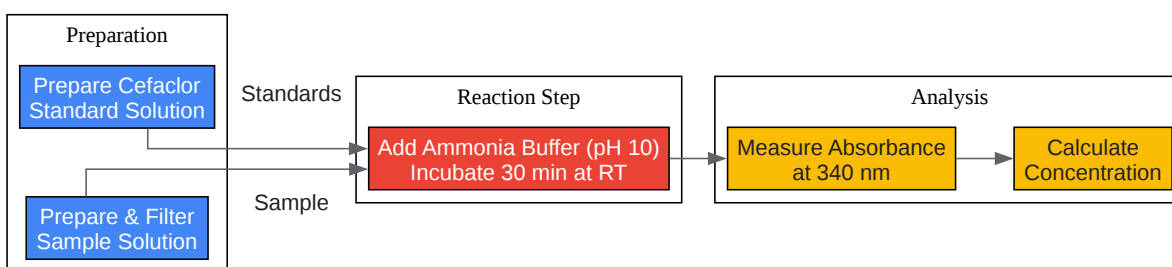 Preparation
Prepare Cefaclor
Standard Solution
Prepare & Filter
Sample Solution
Standards
Sample
Reaction Step
Add Ammonia Buffer (pH 10)
Incubate 30 min at RT
Analysis
Measure Absorbance
at 340 nm
Calculate
Concentration